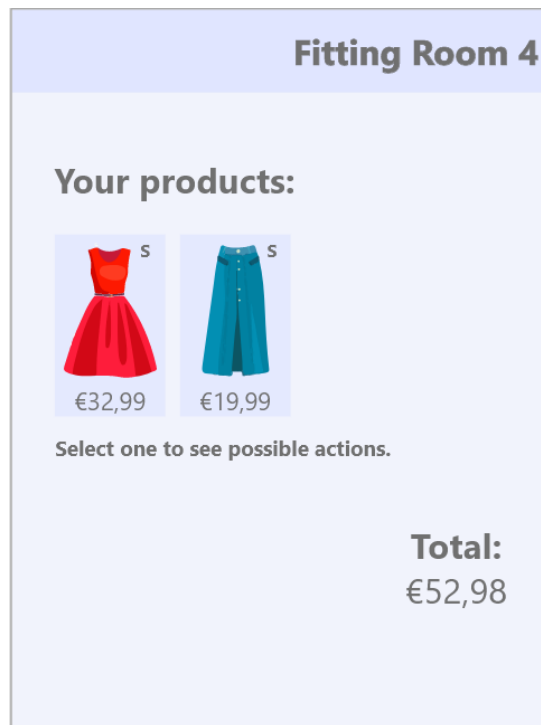 Fitting Room 4
Your products:
S S
€32,99 €19,99
Select one to see possible actions.
Total:
€52,98